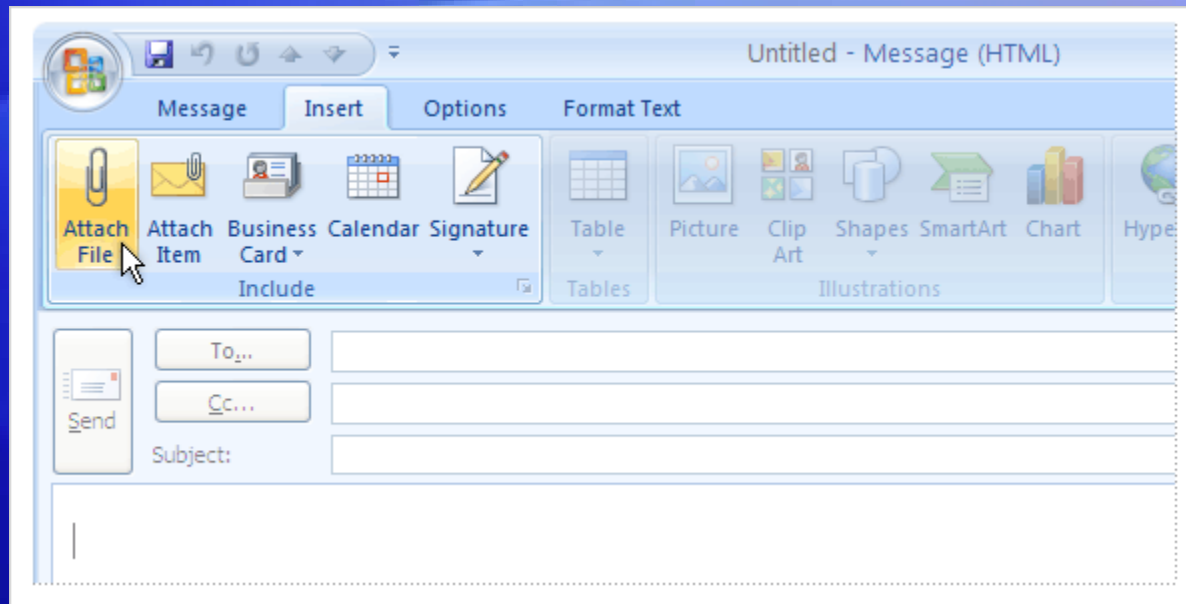 Untitled - Message (HTML)
Message Insert Options Format Text
Attach File
Attach Item
Business Card
Calendar
Signature
Table
Picture
Clip Art
Shapes
SmartArt
Chart
Include
Tables
Illustrations
To...
Cc...
Send
Subject: